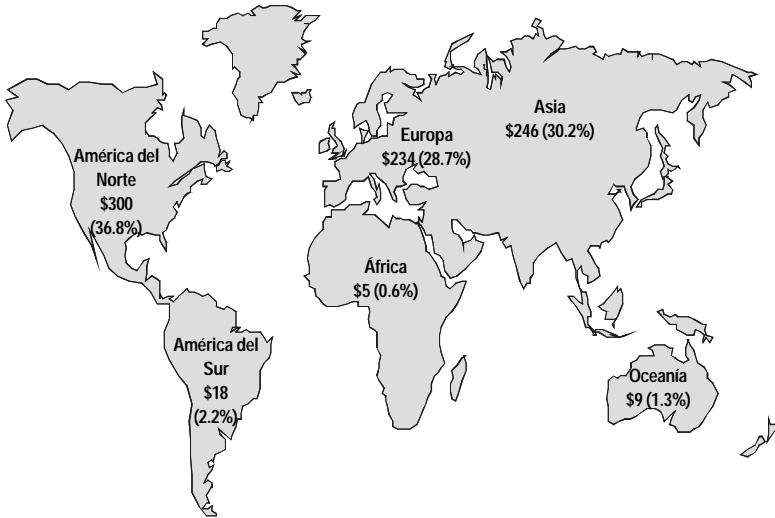 América del
Norte
$300
(36.8%)
Europa
$234 (28.7%)
Asia
$246 (30.2%)
África
$5 (0.6%)
América del
Sur
$18
(2.2%)
Oceanía
$9 (1.3%)